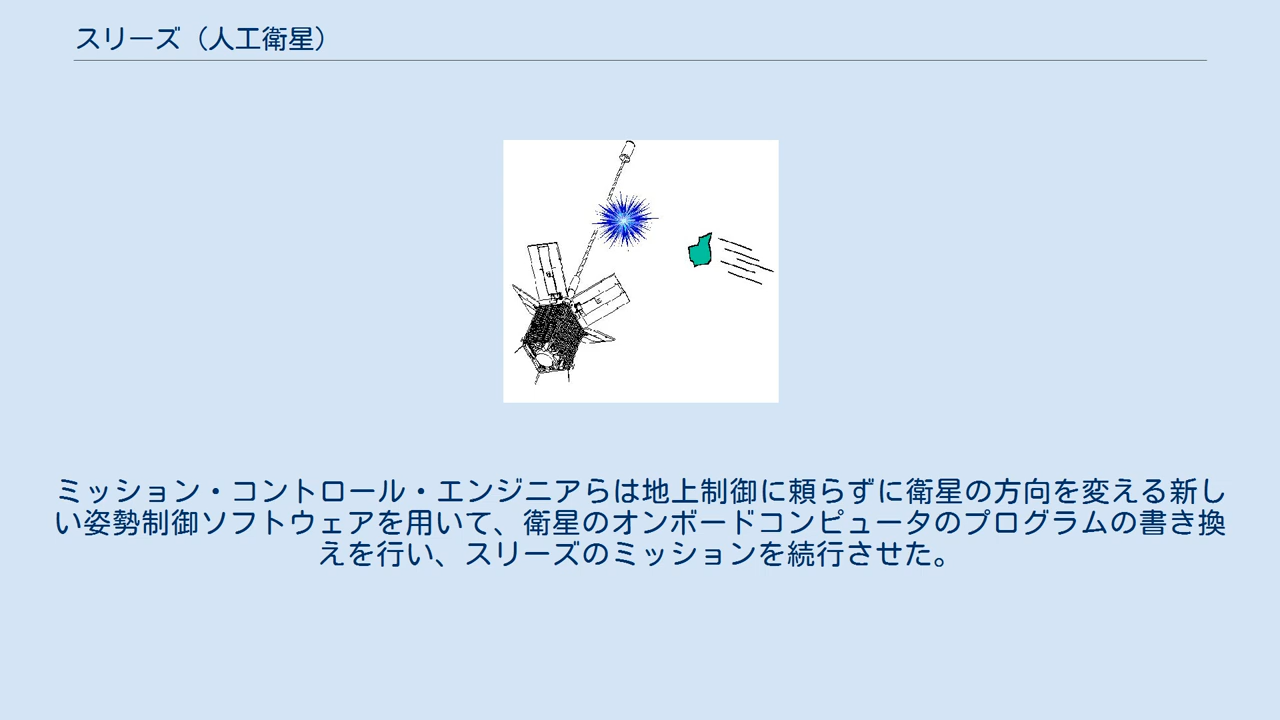 スリーズ（人工衛星）
ミッション・コントロール・エンジニアらは地上制御に頼らずに衛星の方向を変える新し
い姿勢制御ソフトウェアを用いて、衛星のオンボードコンピュータのプログラムの書き換
えを行い、スリーズのミッションを続行させた。